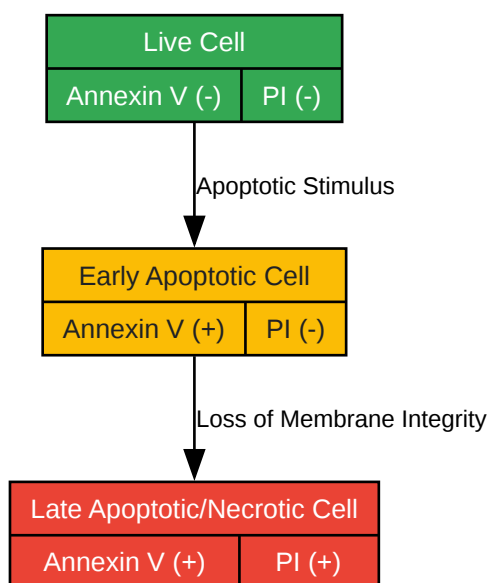 Live Cell
Annexin V (-) PI (-)
Apoptotic Stimulus
Early Apoptotic Cell
Annexin V (+) PI (-)
Loss of Membrane Integrity
Late Apoptotic/Necrotic Cell
Annexin V (+) PI (+)